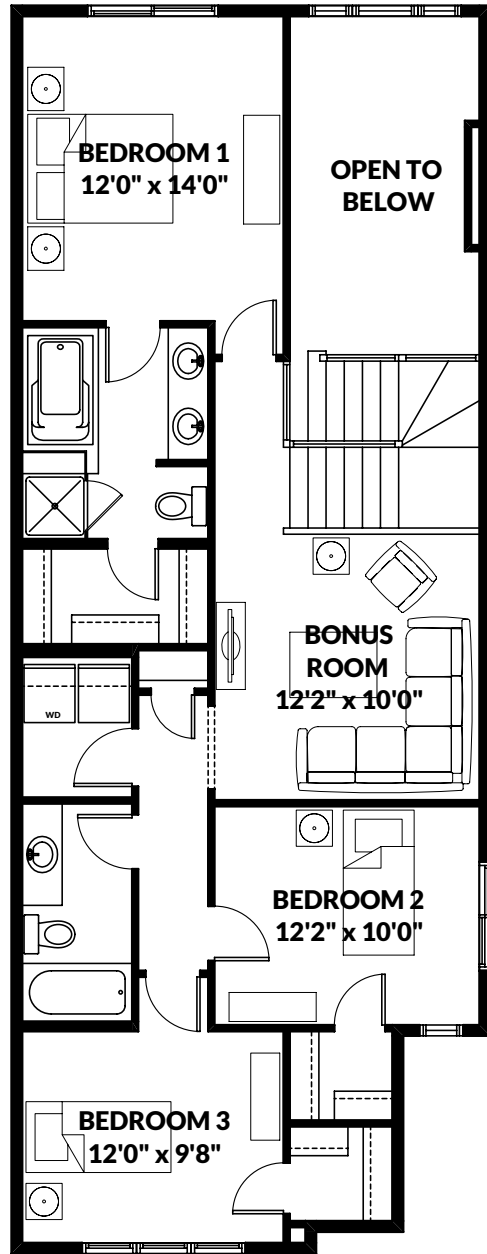 BEDROOM 1
12'0" x 14'0"
OPEN TO
BELOW
BONUS
ROOM
12'2" x 10'0"
WD
BEDROOM 2
12'2" x 10'0"
BEDROOM 3
12'0" x 9'8"